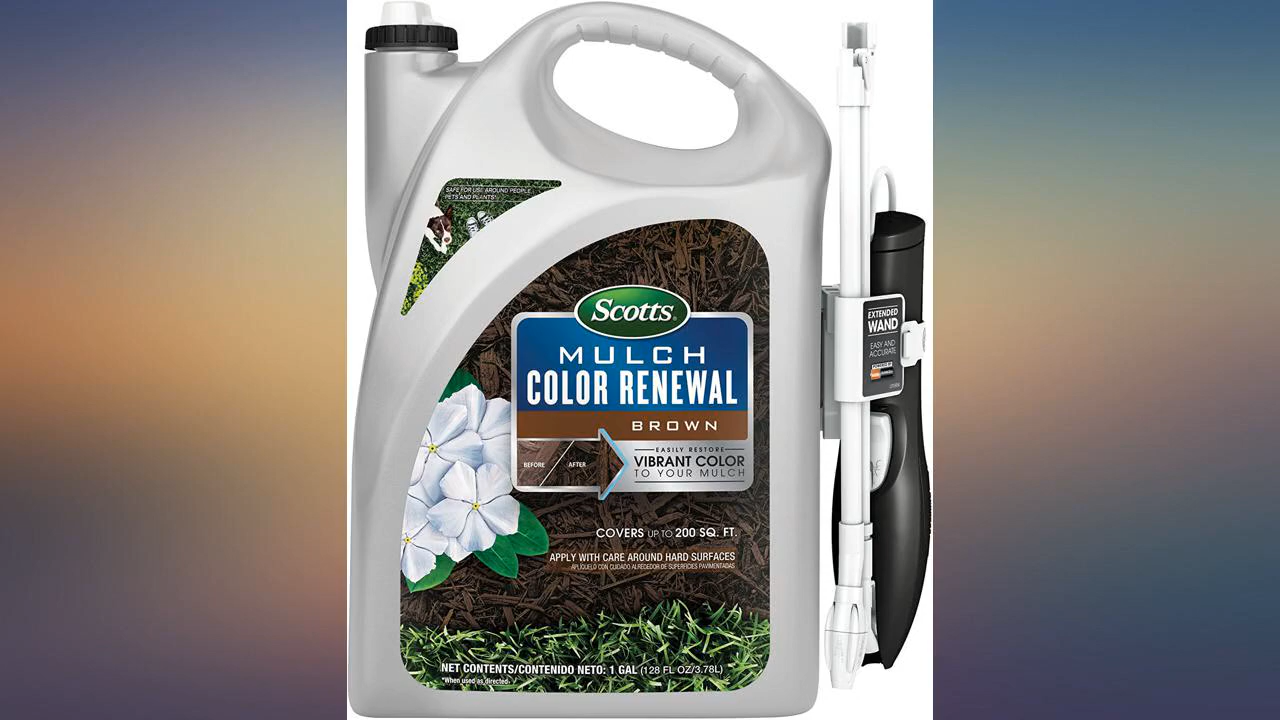 SAFE FOR USE AROUND PEOPLE,
PETS AND PLANTS*
Scotts
MULCH
COLOR RENEWAL
BROWN
BEFORE
AFTER
EASILY RESTORE
VIBRANT COLOR
TO YOUR MULCH
COVERS UP TO 200 SQ. FT.
APPLY WITH CARE AROUND HARD SURFACES
APLÍQUELO CON CUIDADO ALREDEDOR DE SUPERFICIES PAVIMENTADAS
NET CONTENTS/CONTENIDO NETO: 1 GAL (128 FL OZ/3.78L)
*When used as directed
EXTENDED
WAND
EASY AND
ACCURATE
POWERED BY